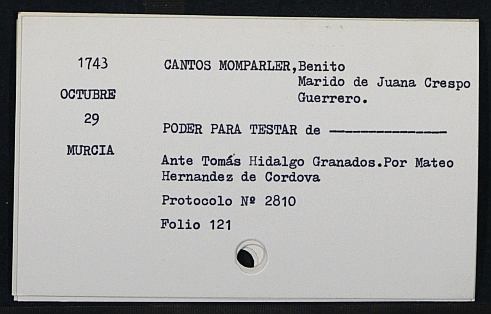 1743
OCTUBRE
29
MURCIA
CANTOS MOMPARLER,Benito
Marido de Juana Crespo
Guerrero.
PODER PARA TESTAR de ---------------
Ante Tomás Hidalgo Granados.Por Mateo
Hernandez de Cordova
Protocolo Nº 2810
Folio 121